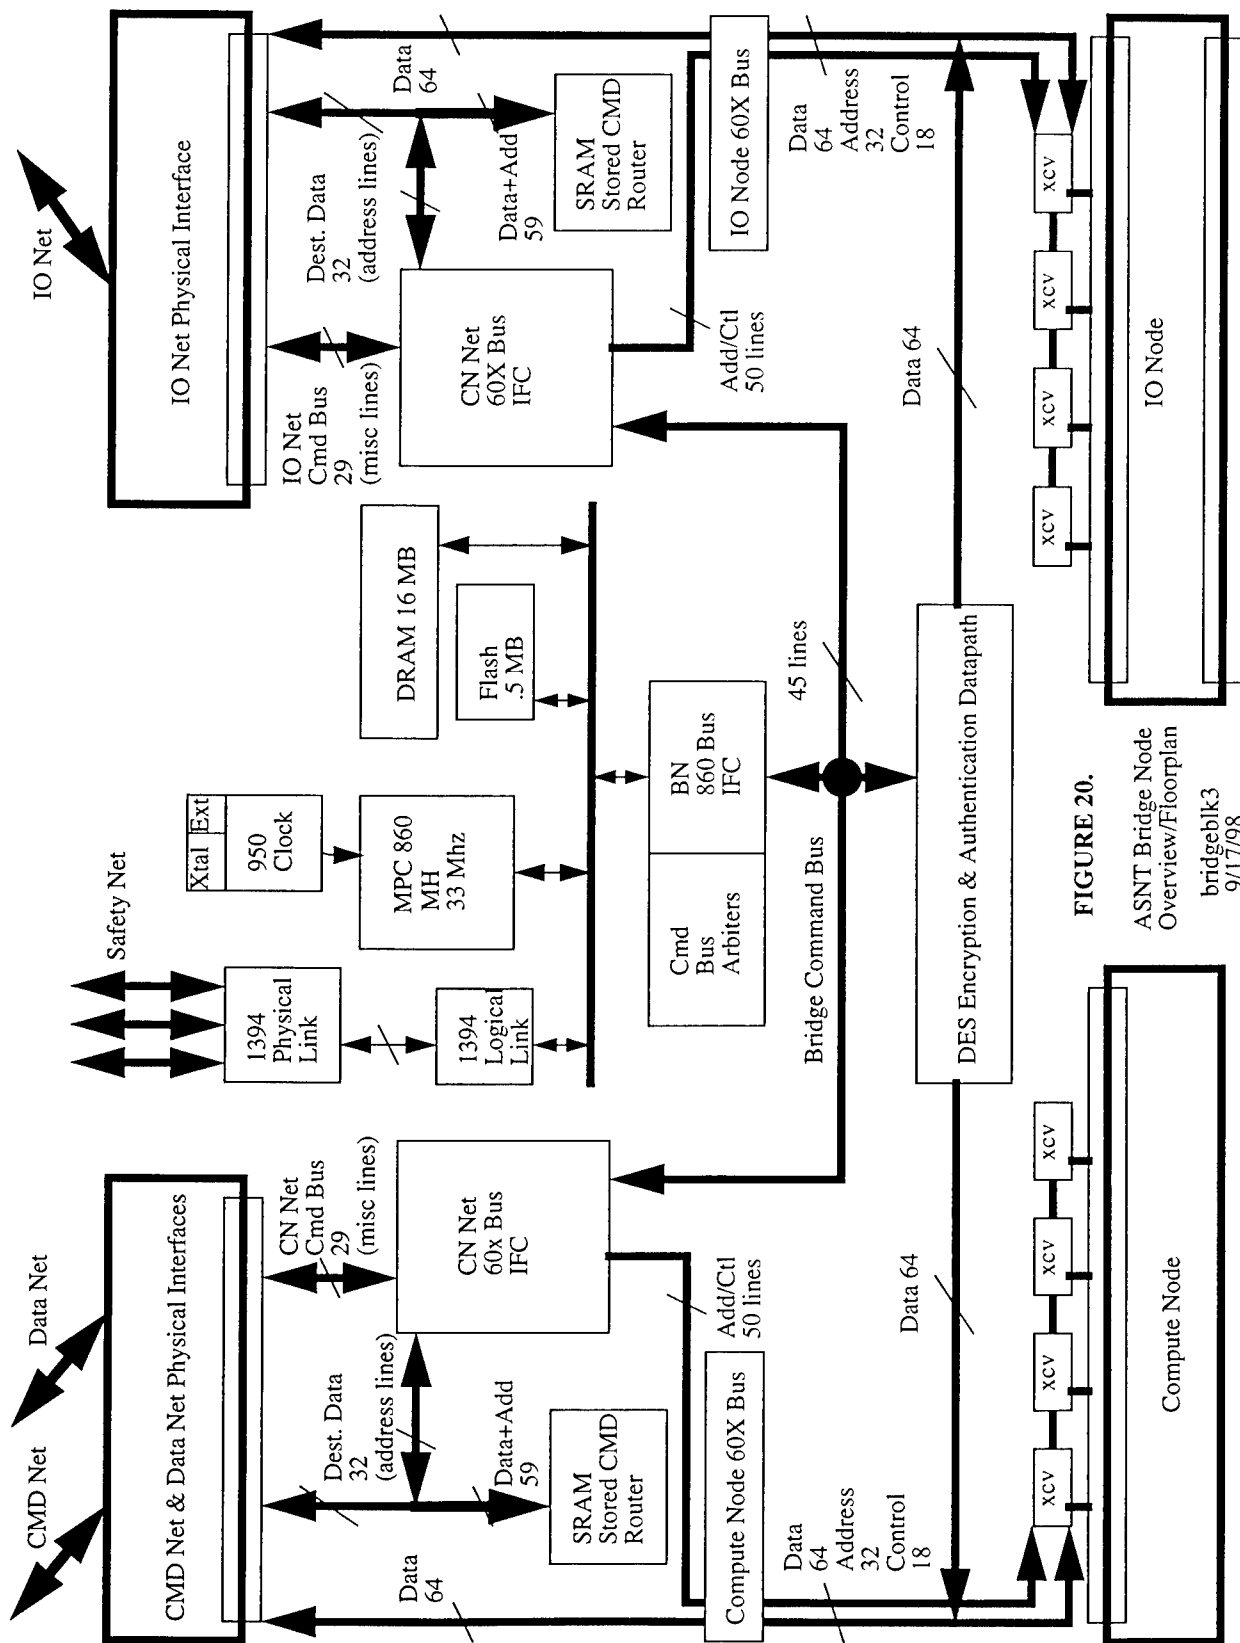 CMD Net
Data Net
Safety Net
IO Net
CMD Net & Data Net Physical Interfaces
IO Net Physical Interface
1394
Physical
Link
Xtal
Ext
950
Clock
MPC 860
MH
33 Mhz
DRAM 16 MB
Flash
.5 MB
1394
Logical
Link
Data
64
Dest. Data
32
(address lines)
CN Net
Cmd Bus
29
(misc lines)
IO Net
Cmd Bus
29
(misc lines)
Dest. Data
32
(address lines)
Data
64
Data+Add
59
SRAM
Stored CMD
Router
CN Net
60x Bus
IFC
Cmd
Bus
Arbiters
BN
860 Bus
IFC
CN Net
60X Bus
IFC
Data+Add
59
SRAM
Stored CMD
Router
Compute Node 60X Bus
Add/Ctl
50 lines
Bridge Command Bus
45 lines
Add/Ctl
50 lines
IO Node 60X Bus
Data
64 Address
32 Control
18
Data 64
DES Encryption & Authentication Datapath
Data 64
Data
64 Address
32 Control
18
xcv
xcv
xcv
xcv
xcv
xcv
xcv
xcv
Compute Node
IO Node
FIGURE 20.
ASNT Bridge Node
Overview/Floorplan
bridgeblk3
9/17/98